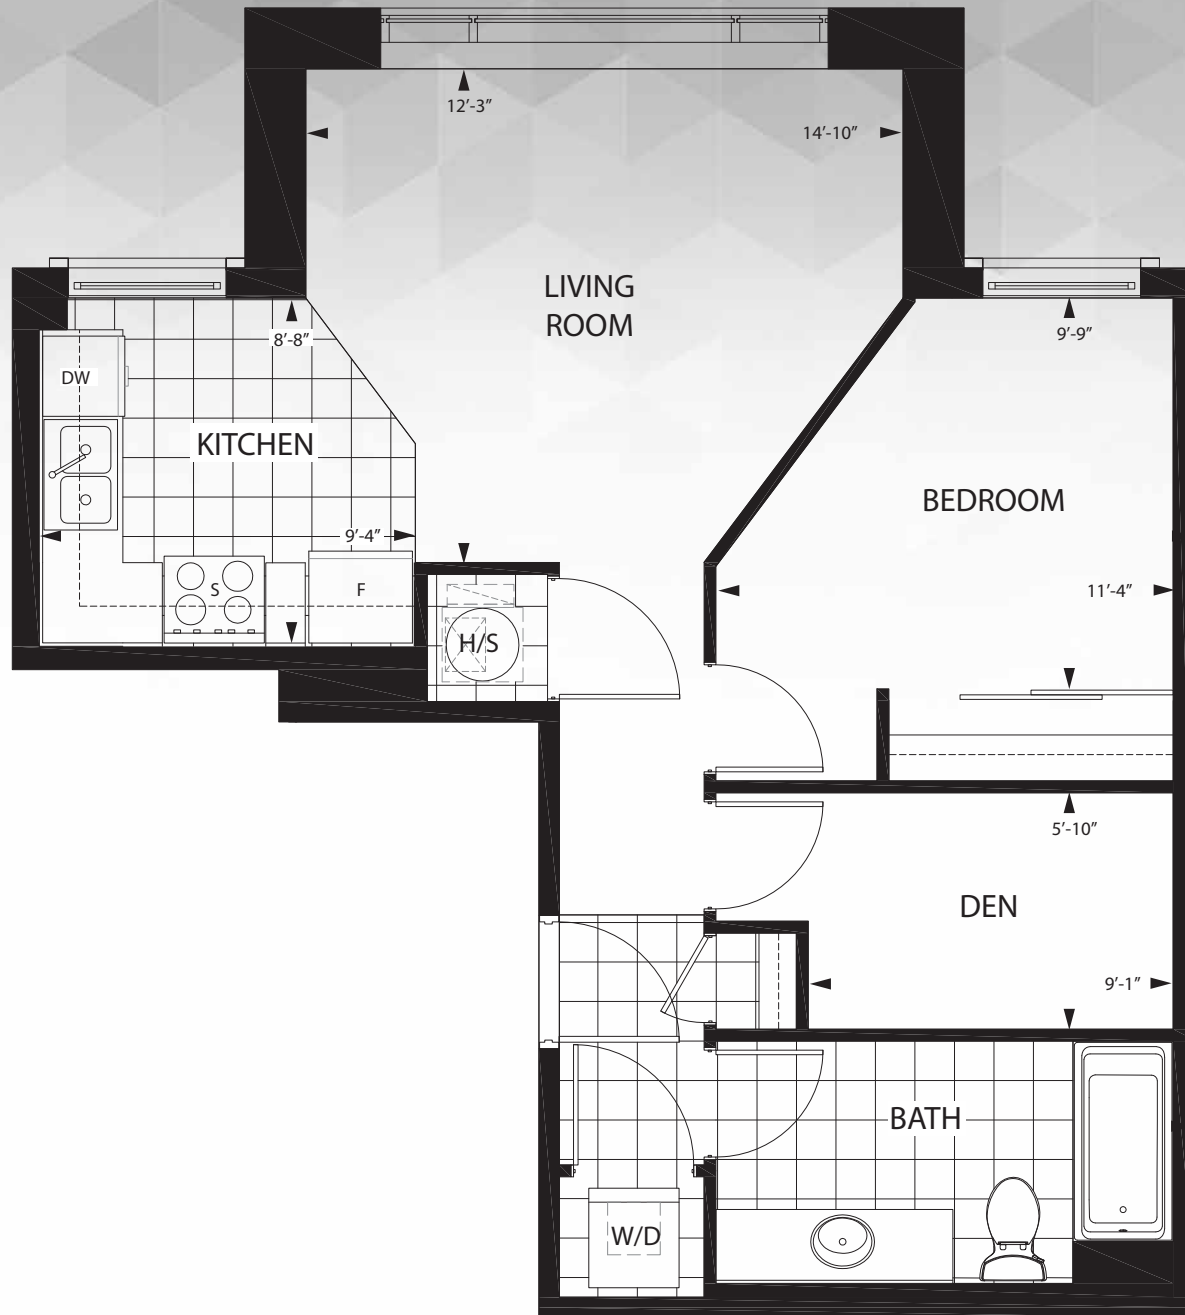 12'-3"
14'-10"
LIVING
ROOM
8'-8"
9'-9"
DW
KITCHEN
BEDROOM
9'-4"
S
F
11'-4"
H/S
5'-10"
DEN
9'-1"
BATH
W/D